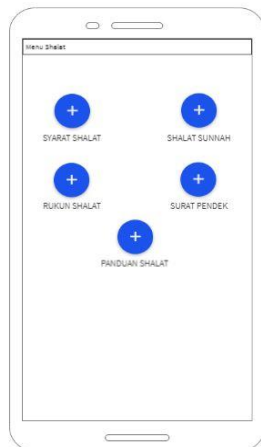 Menu Shalat
SYARAT SHALAT
SHALAT SUNNAH
RUKUN SHALAT
SURAT PENDEK
PANDUAN SHALAT